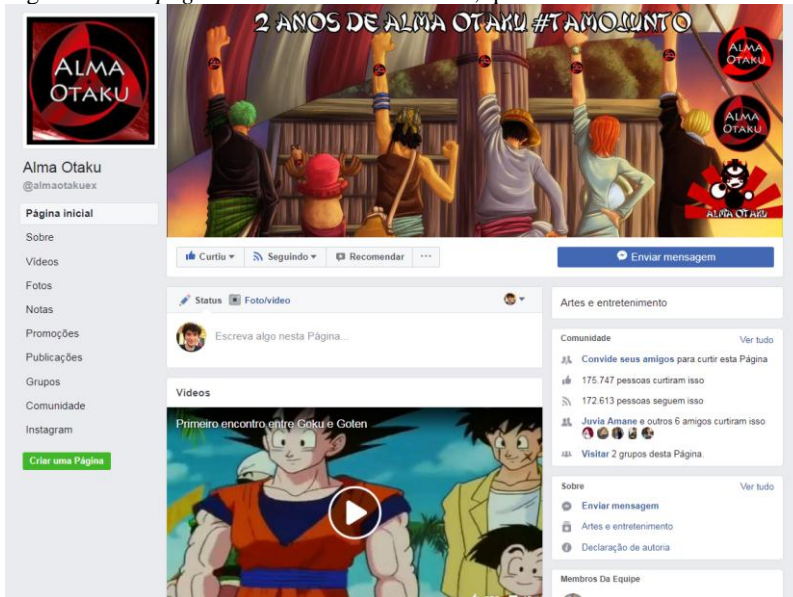 2 ANOS DE ALMA OTAKU #TAMOJUNTO
ALMA
OTAKU
ALMA
OTAKU
ALMA
OTAKU
ALMA OTAKU
Alma Otaku
@almaotakuex
Página inicial
Sobre
Vídeos
Fotos
Notas
Promoções
Publicações
Grupos
Comunidade
Instagram
Criar uma Página
Curtiu
Seguindo
Recomendar
Enviar mensagem
Status
Foto/vídeo
Escreva algo nesta Página...
Vídeos
Primeiro encontro entre Goku e Goten
Artes e entretenimento
Comunidade
Ver tudo
Convide seus amigos para curtir esta Página
175.747 pessoas curtiram isso
172.613 pessoas seguem isso
Juvia Amane e outros 6 amigos curtiram isso
Visitar 2 grupos desta Página.
Sobre
Ver tudo
Enviar mensagem
Artes e entretenimento
Declaração de autoria
Membros Da Equipe